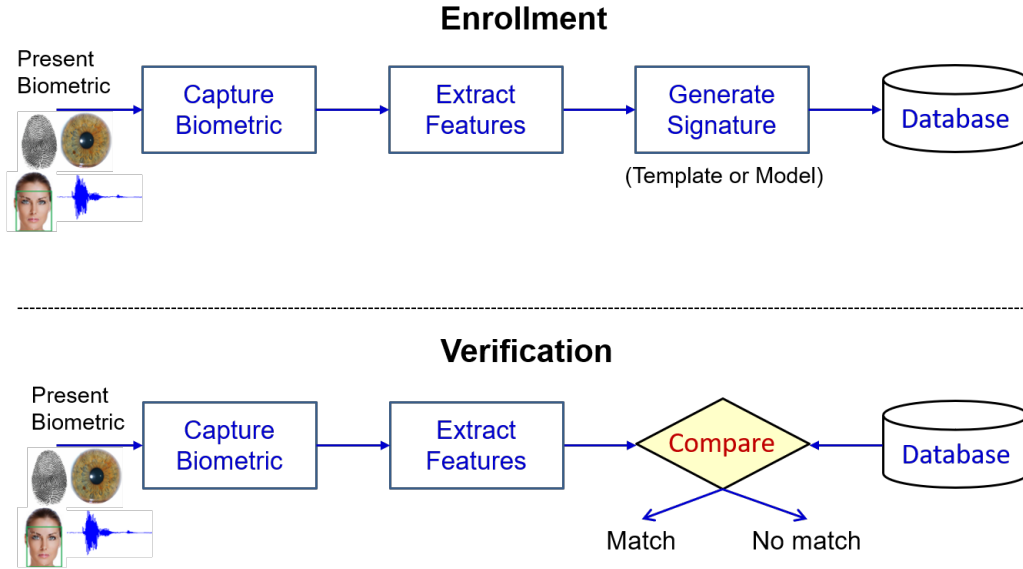 Enrollment
Present
Biometric
Capture
Biometric
Extract
Features
Generate
Signature
(Template or Model)
Database
Verification
Present
Biometric
Capture
Biometric
Extract
Features
Compare
Database
Match
No match